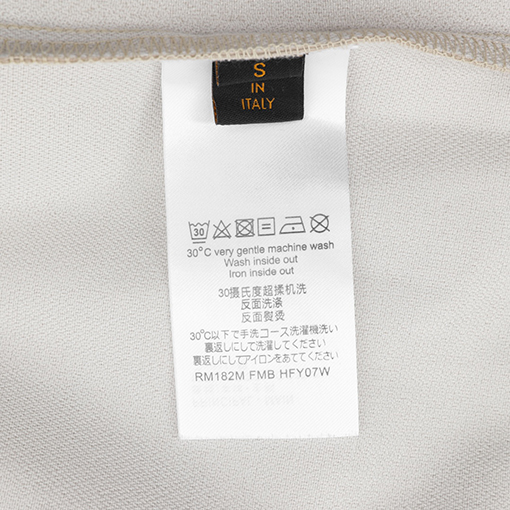 S
IN
ITALY
30
30°C very gentle machine wash
Wash inside out
Iron inside out
30摄氏度超揉机洗
反面洗涤
反面熨烫
30°C以下で手洗コース洗濯機洗い
裏返しにして洗濯してください
裏返しにしてアイロンをあててください
RM182M FMB HFY07W